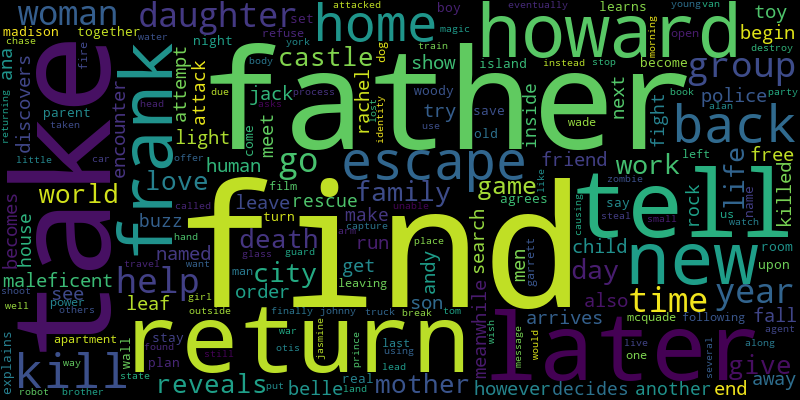 woman
daughter
home
howard
boy
learns
attacked
eventually
young
van
toy
begin
destroy
madison
together
chase
set
refuse
york
night
water
castle
show
dog
train
magic
island
instead
stop
become
open
morning
group
discovers
ana
fire
frank
attempt
attack
body
father
rachel
woody
try
save
police
book
party
alan
returning
parent
taken
take
encounter
head
light
jack
meet
come
due
asks
process
lost
identity
use
old
inside
wade
next
fight
back
little
car
offer
human
go
escape
friend
work
left
life
free
name
killed
world
love
film
agrees
family
game
like
zombie
say
steal
rock
us
watch
small
becomes
house
buzz
called
leave
rescue
turn
unable
make
capture
arm
tell
causing
child
room
upon
find
death
run
place
search
men
garrett
day
new
maleficent
named
hand
travel
want
city
glass
guard
get
leaving
andy
son
see
power
others
help
man
order
girl
leaf
outside
meanwhile
wish
also
time
year
shoot
well
apartment
wall
stay
return
finally
johnny
truck
break
tom
war
later
message
would
arrives
mcquade
following
fall
agent
explains
way
kill
state
plan
found
still
otis
jasmine
prince
last
using
lead
live
one
several
give
along
away
robot
brother
reveals
put
belle
real
land
mother
however
decides
another
end